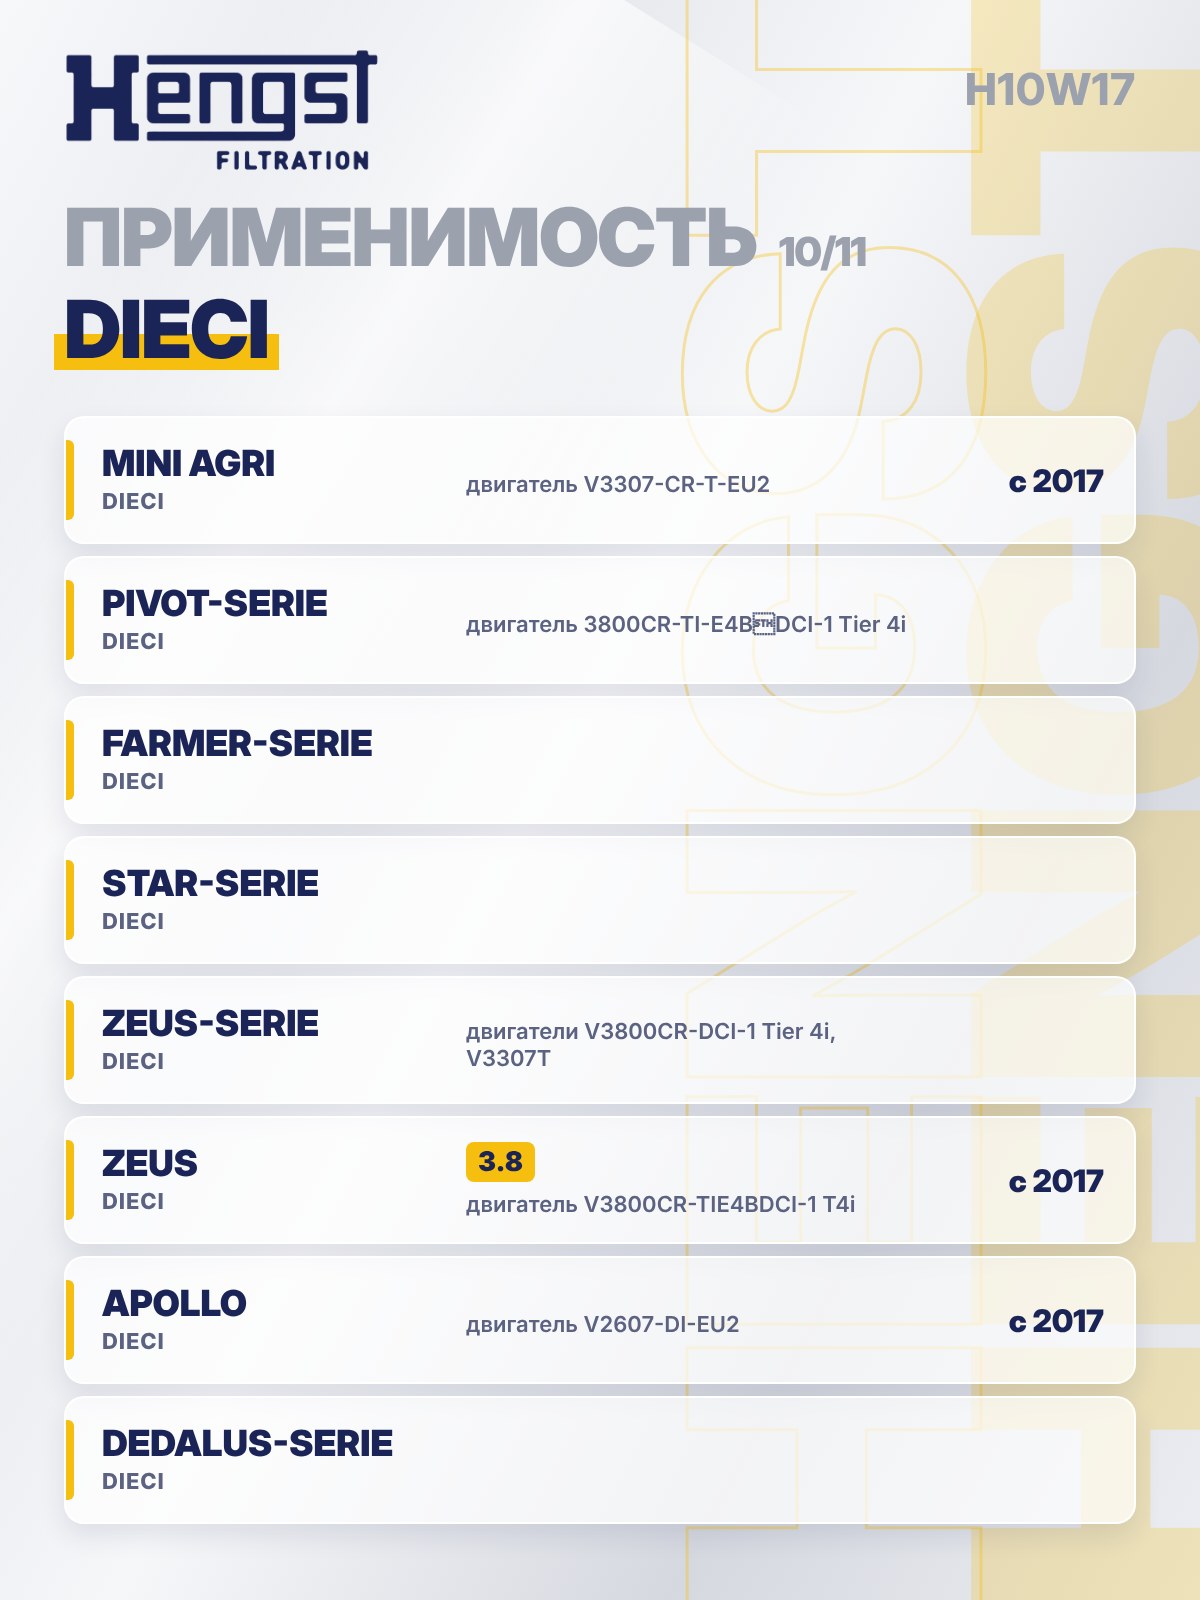 Hengst
FILTRATION
H10W17
ПРИМЕНИМОСТЬ 10/11
DIECI
MINI AGRI
DIECI
двигатель V3307-CR-T-EU2
с 2017
PIVOT-SERIE
DIECI
двигатель 3800CR-TI-E4BDCI-1 Tier 4i
FARMER-SERIE
DIECI
STAR-SERIE
DIECI
ZEUS-SERIE
DIECI
двигатели V3800CR-DCI-1 Tier 4i,
V3307T
ZEUS
DIECI
3.8
двигатель V3800CR-TIE4BDCI-1 T4i
с 2017
APOLLO
DIECI
двигатель V2607-DI-EU2
с 2017
DEDALUS-SERIE
DIECI